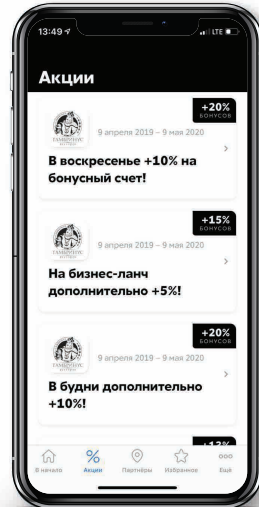 13:49
LTE
Акции
+20%
БОНУСОВ
9 апреля 2019 – 9 мая 2020
В воскресенье +10% на
бонусный счет!
+15%
БОНУСОВ
9 апреля 2019 – 9 мая 2020
На бизнес-ланч
дополнительно +5%!
+20%
БОНУСОВ
9 апреля 2019 – 9 мая 2020
В будни дополнительно
+10%!
В начало
Акции
Партнёры
Избранное
Ещё